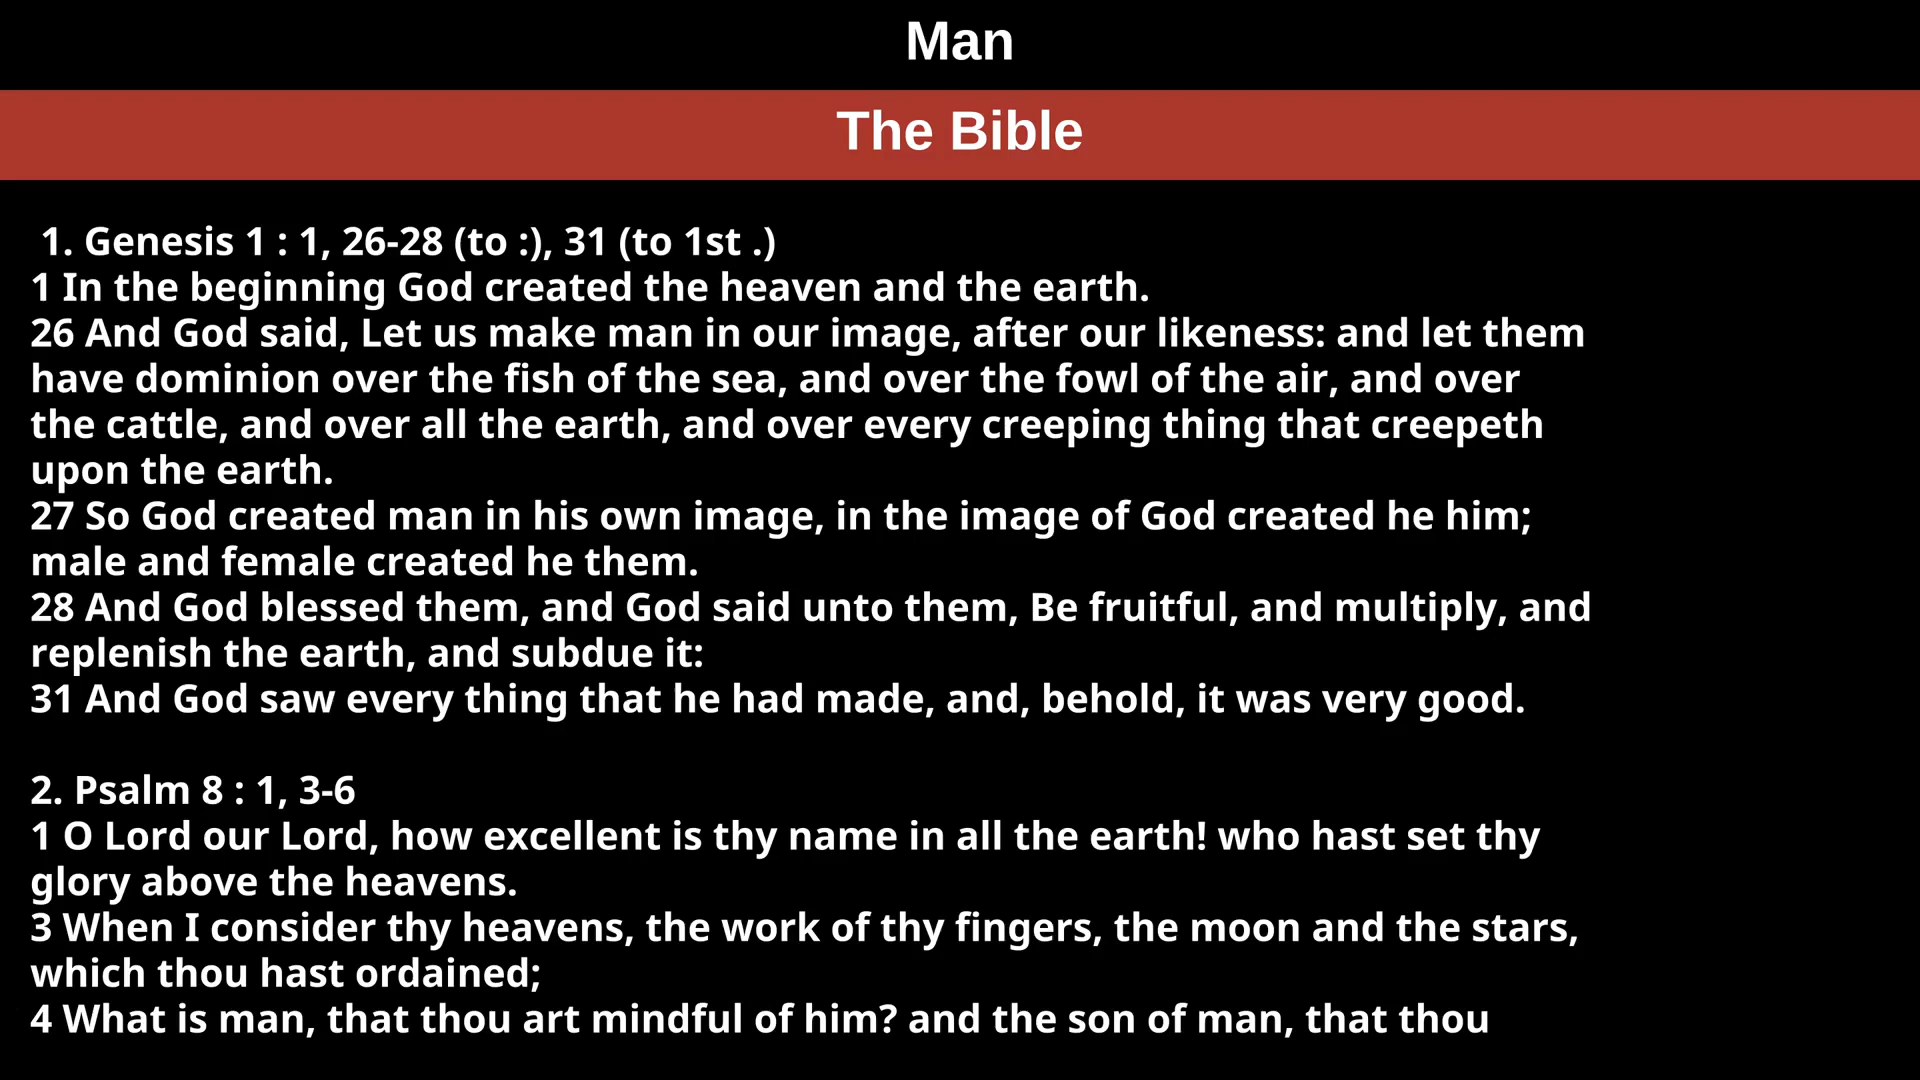 Man
The Bible
1. Genesis 1 : 1, 26-28 (to :), 31 (to 1st .)
1 In the beginning God created the heaven and the earth.
26 And God said, Let us make man in our image, after our likeness: and let them
have dominion over the fish of the sea, and over the fowl of the air, and over
the cattle, and over all the earth, and over every creeping thing that creepeth
upon the earth.
27 So God created man in his own image, in the image of God created he him;
male and female created he them.
28 And God blessed them, and God said unto them, Be fruitful, and multiply, and
replenish the earth, and subdue it:
31 And God saw every thing that he had made, and, behold, it was very good.
2. Psalm 8 : 1, 3-6
1 O Lord our Lord, how excellent is thy name in all the earth! who hast set thy
glory above the heavens.
3 When I consider thy heavens, the work of thy fingers, the moon and the stars,
which thou hast ordained;
4 What is man, that thou art mindful of him? and the son of man, that thou